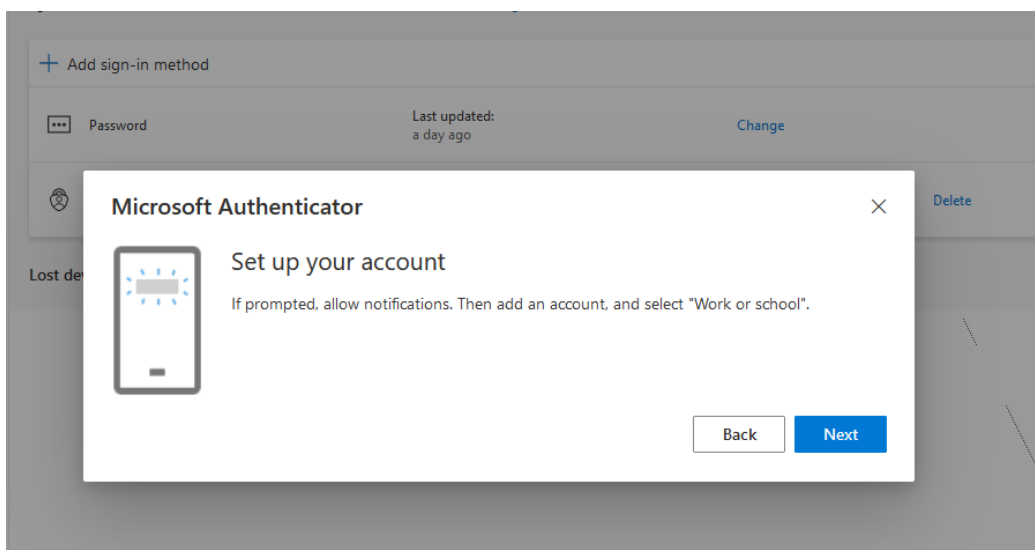 Add sign-in method
Password
Last updated:
a day ago
Change
Delete
Lost de
Microsoft Authenticator
Set up your account
If prompted, allow notifications. Then add an account, and select "Work or school".
Back
Next